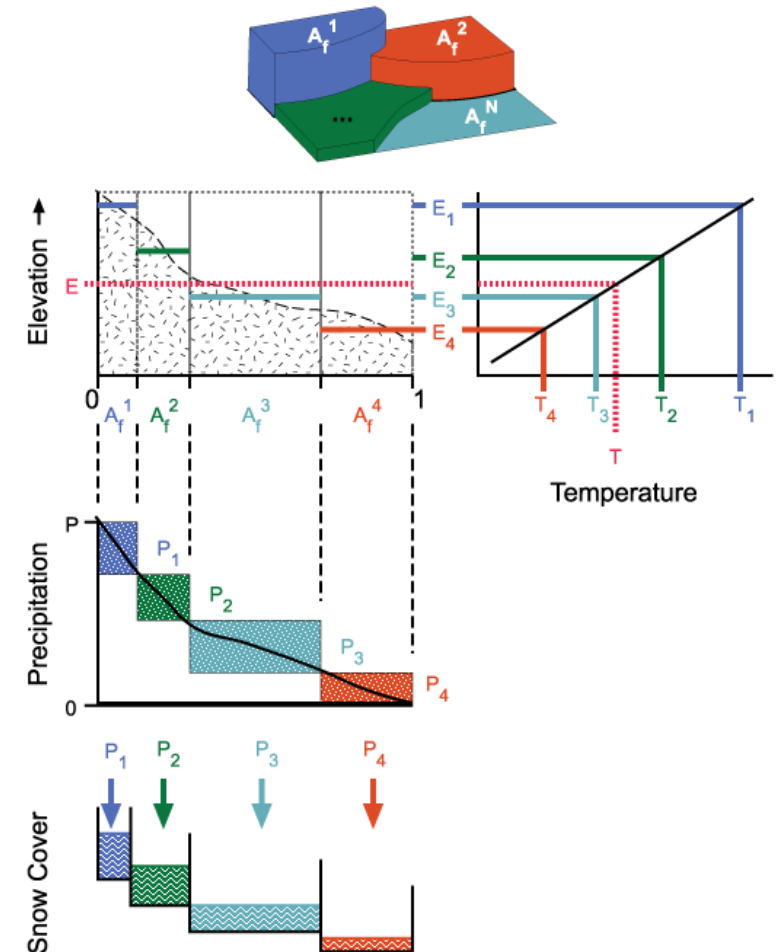 A_f^1
A_f^2
...
A_f^N
Elevation →
E
E_1
E_2
E_3
E_4
0
1
A_f^1
A_f^2
A_f^3
A_f^4
T_4
T_3
T_2
T_1
T
Temperature
Precipitation
P
0
P_1
P_2
P_3
P_4
Snow Cover
P_1
P_2
P_3
P_4